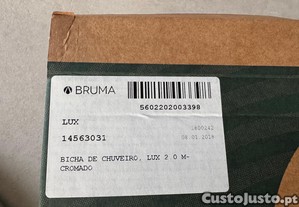 BRUMA
5602202003398
LUX
14563031
BICHA DE CHUVEIRO, LUX 2.0 M-
CROMADO
CustoJusto.pt